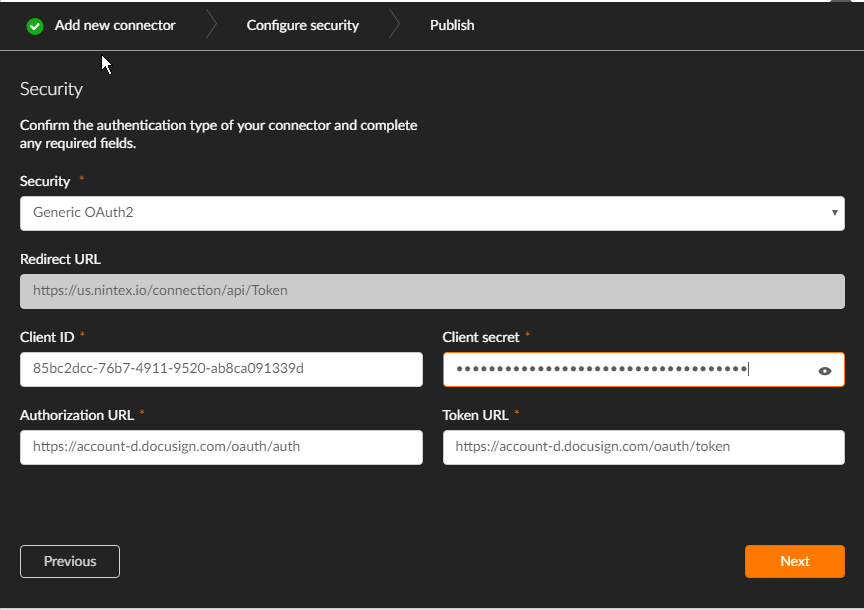 Add new connector
Configure security
Publish
Security
Confirm the authentication type of your connector and complete
any required fields.
Security *
Generic OAuth2
Redirect URL
https://us.nintex.io/connection/api/Token
Client ID *
Client secret *
85bc2dcc-76b7-4911-9520-ab8ca091339d
••••••••••••••••••••••••••••••••••••
Authorization URL *
Token URL *
https://account-d.docusign.com/oauth/auth
https://account-d.docusign.com/oauth/token
Previous
Next